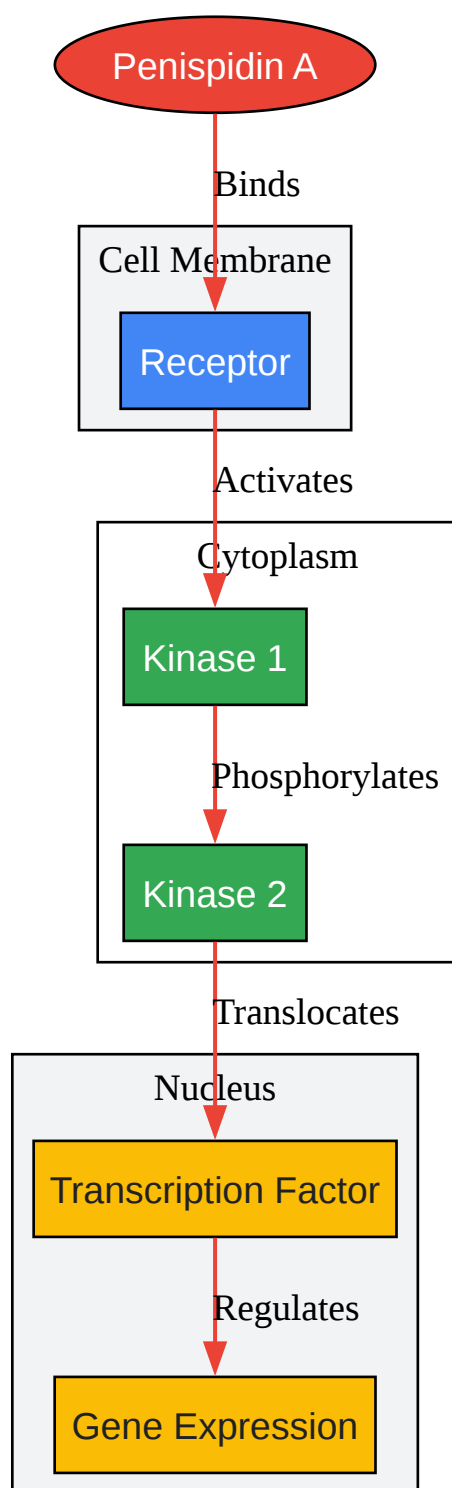 Penispidin A
Binds
Cell Membrane
Receptor
Activates
Cytoplasm
Kinase 1
Phosphorylates
Kinase 2
Translocates
Nucleus
Transcription Factor
Regulates
Gene Expression